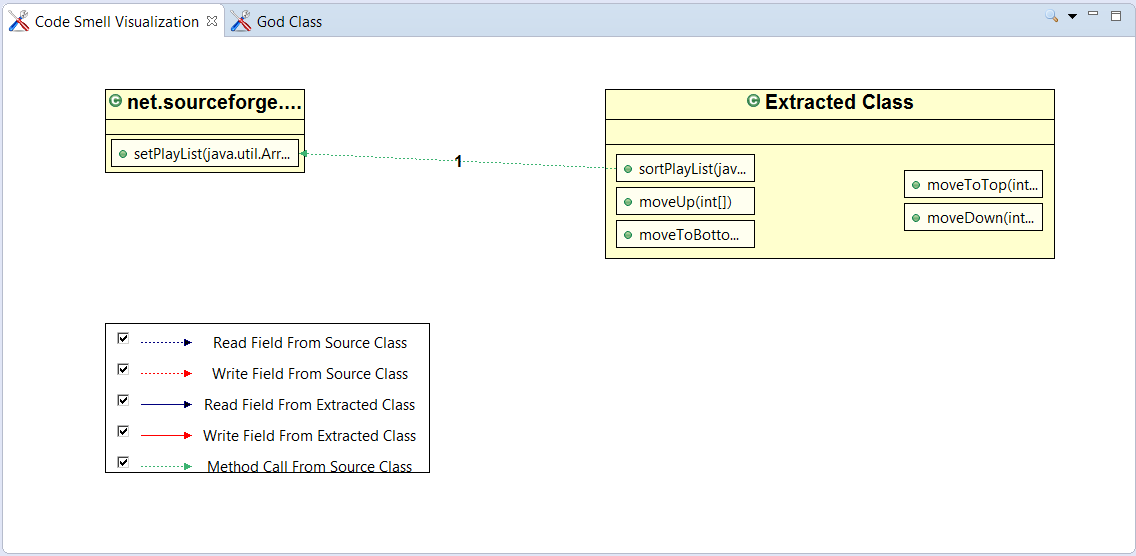 Code Smell Visualization God Class
net.sourceforge....
setPlayList(java.util.Arr...
1
Extracted Class
sortPlayList(jav...
moveUp(int[])
moveToBotto...
moveToTop(int...
moveDown(int...
Read Field From Source Class
Write Field From Source Class
Read Field From Extracted Class
Write Field From Extracted Class
Method Call From Source Class